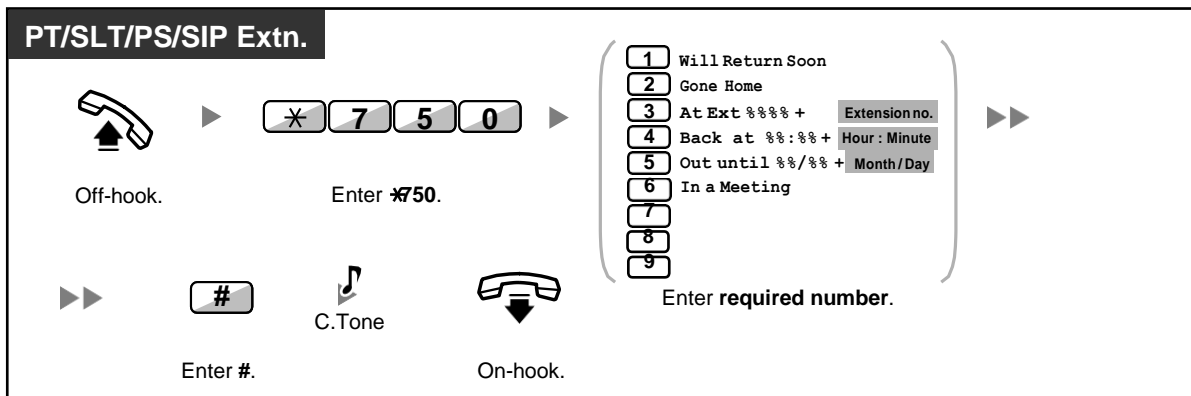 PT/SLT/PS/SIP Extn.
1 Will Return Soon
2 Gone Home
3 At Ext %%%% + Extension no.
4 Back at %%:%% + Hour : Minute
5 Out until %%/%% + Month / Day
6 In a Meeting
7
8
9
* 7 5 0
Off-hook.
Enter *750.
Enter required number.
#
C.Tone
Enter #.
On-hook.